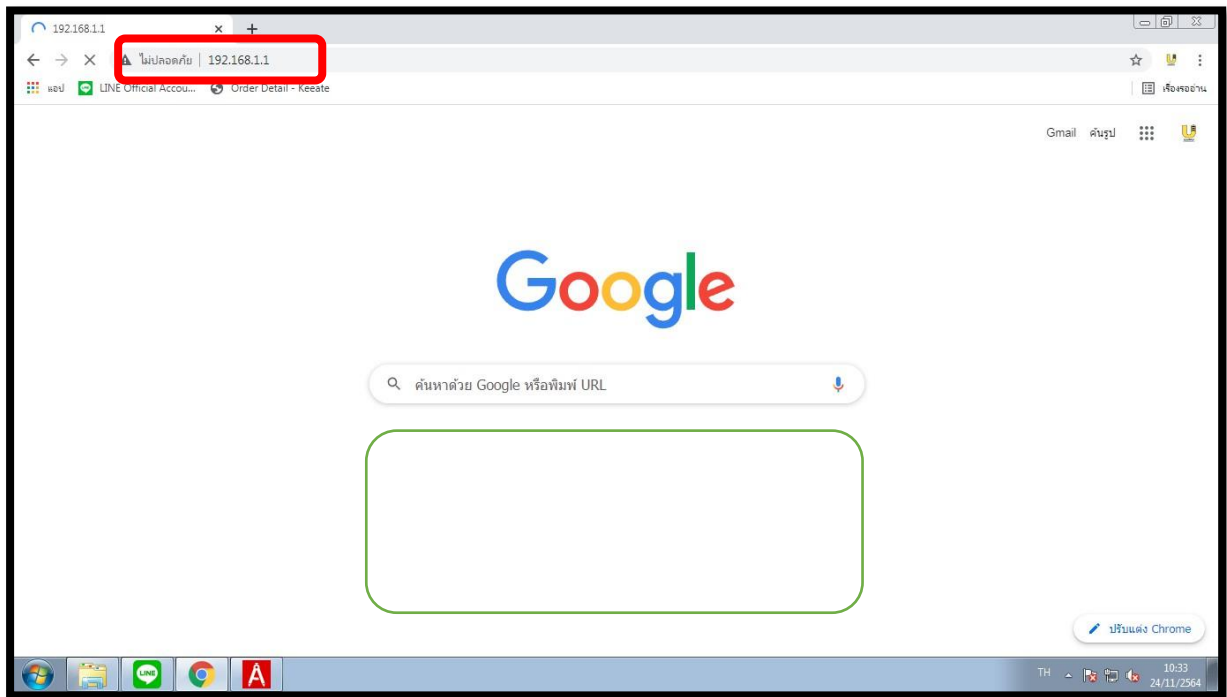 192.168.1.1
ไม่ปลอดภัย | 192.168.1.1
แอป LINE Official Accou... Order Detail - Keeate เรื่องรออ่าน
Gmail ค้นรูป
Google
ค้นหาด้วย Google หรือพิมพ์ URL
ปรับแต่ง Chrome
LINE
TH 10:33
24/11/2564